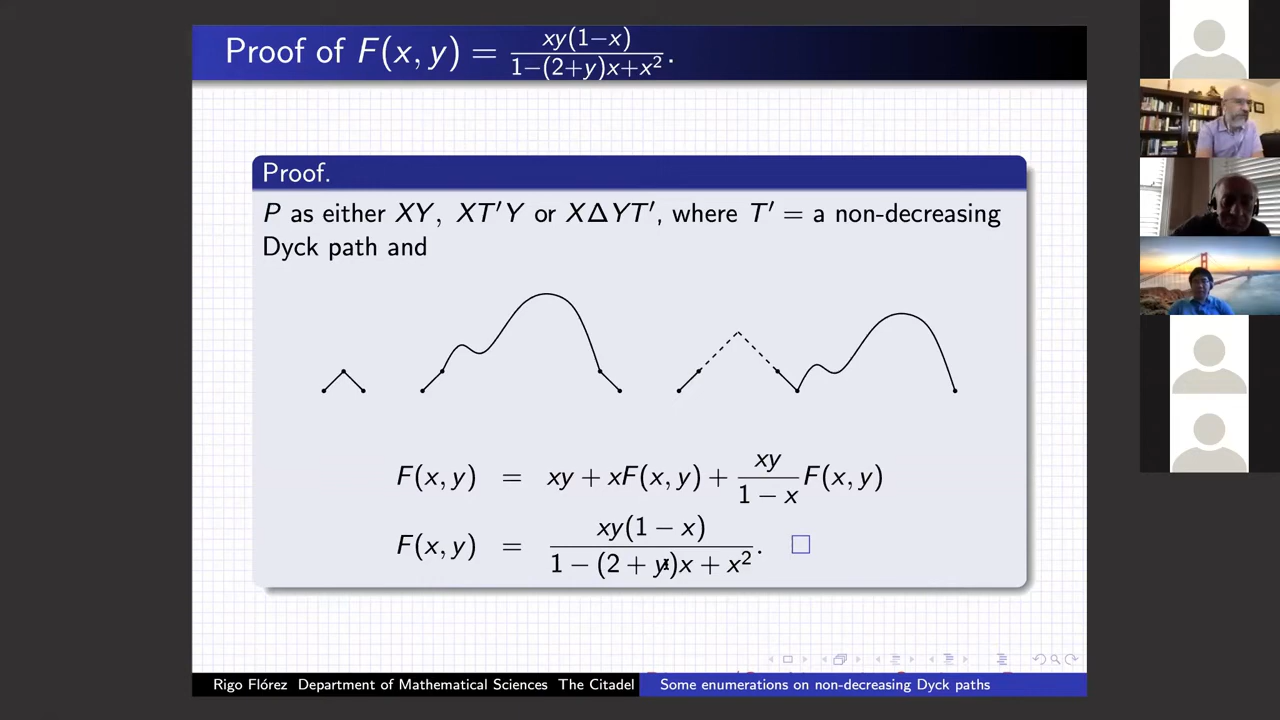 Proof of F(x, y) = xy(1−x) / 1−(2+y)x+x² .
Proof.
P as either XY, XT′Y or XΔYT′, where T′ = a non-decreasing
Dyck path and
F(x, y) = xy + xF(x, y) + xy / 1 − x F(x, y)
F(x, y) = xy(1 − x) / 1 − (2 + y)x + x² . □
Rigo Flórez Department of Mathematical Sciences The Citadel Some enumerations on non-decreasing Dyck paths